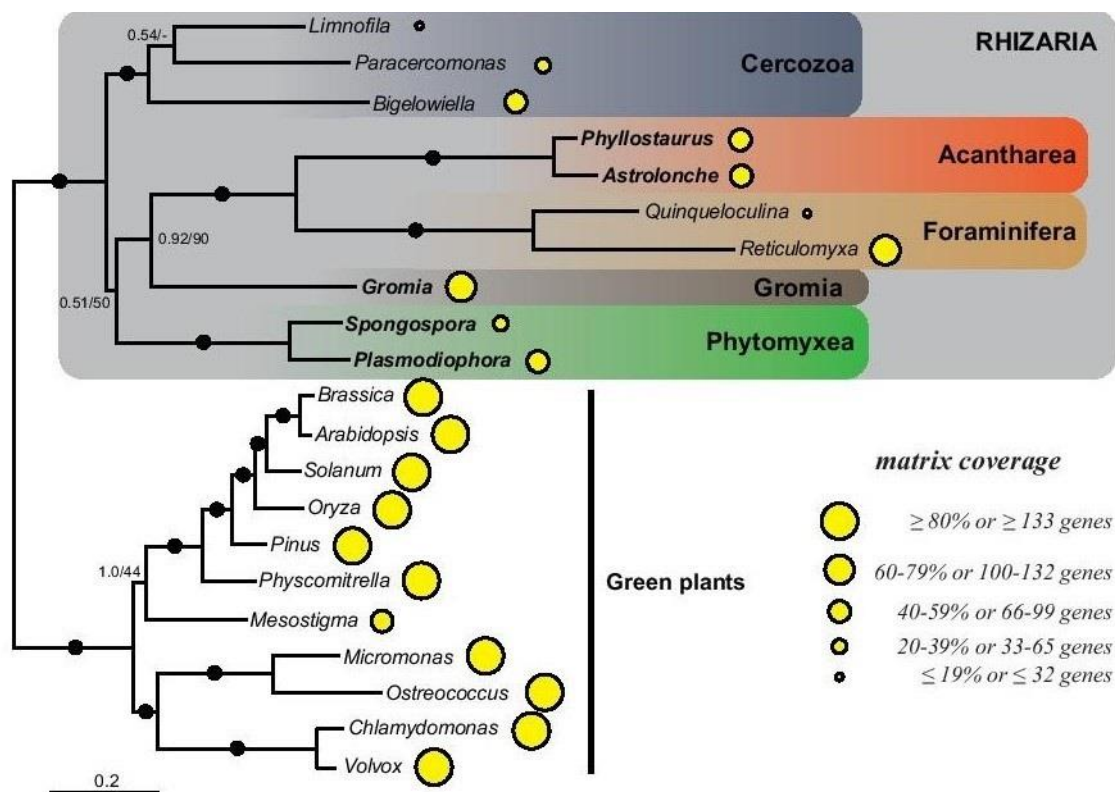 Limnofila
0.54/-
RHIZARIA
Paracercomonas
Cercozoa
Bigelowiella
Phyllostaurus
Acantharea
Astrolonche
Quinqueloculina
Foraminifera
0.92/90
Reticulomyxa
Gromia
Gromia
0.51/50
Spongospora
Phytomyxea
Plasmodiophora
Brassica
Arabidopsis
Solanum
Oryza
Pinus
1.0/44
Physcomitrella
Green plants
Mesostigma
Micromonas
Ostreococcus
Chlamydomonas
Volvox
0.2
matrix coverage
≥ 80% or ≥ 133 genes
60-79% or 100-132 genes
40-59% or 66-99 genes
20-39% or 33-65 genes
≤ 19% or ≤ 32 genes